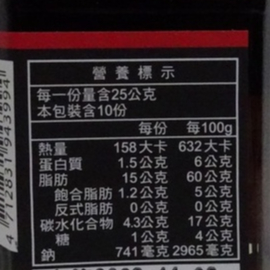 營養標示
每一份量含25公克
本包裝含10份
每份 每100g
熱量 158大卡 632大卡
蛋白質 1.5公克 6公克
脂肪 15公克 60公克
飽合脂肪 1.2公克 5公克
反式脂肪 0公克 0公克
碳水化合物 4.3公克 17公克
糖 1公克 4公克
鈉 741毫克 2965毫克
4 712831 943994